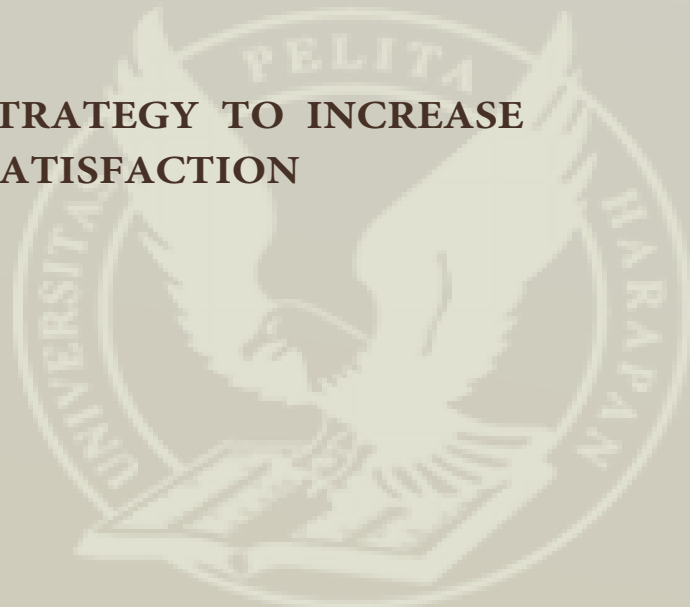 PELITA
TRATEGY TO INCREASE
ATISFACTION
UNIVERSITAS
HARAPAN